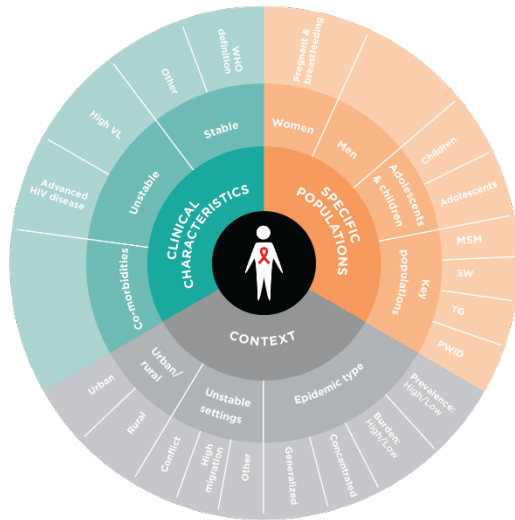 CLINICAL
CHARACTERISTICS
Stable
WHO
definition
Other
Unstable
High VL
Advanced
HIV disease
Co-morbidities
SPECIFIC
POPULATIONS
Women
Pregnant &
breastfeeding
Men
Adolescents
& children
Children
Adolescents
Key
populations
MSM
SW
TG
PWID
CONTEXT
Epidemic type
Prevalence:
High/Low
Burden:
High/Low
Concentrated
Generalized
Unstable
settings
Other
High
migration
Conflict
Urban/
rural
Rural
Urban